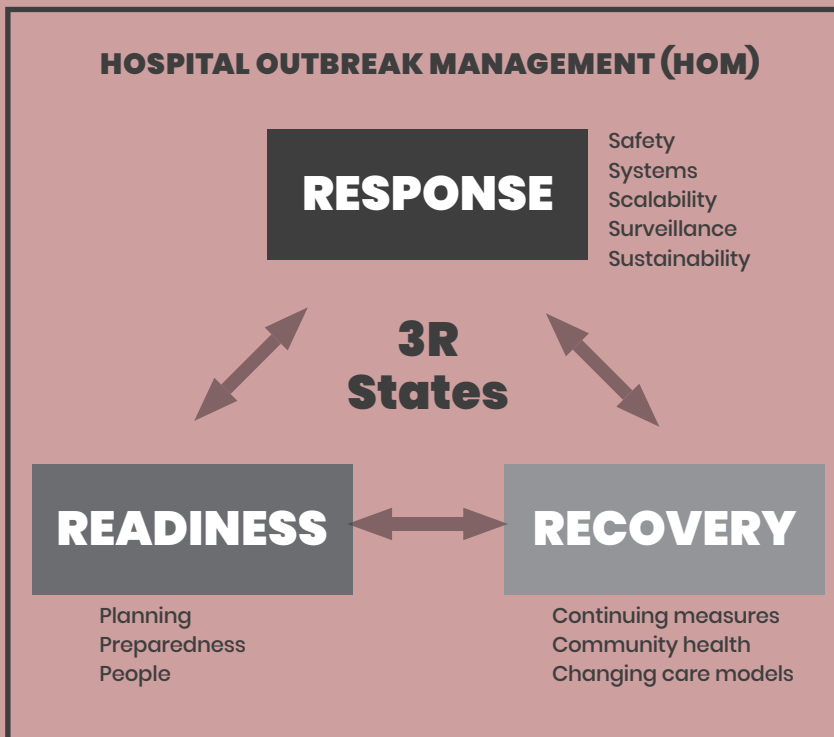 HOSPITAL OUTBREAK MANAGEMENT (HOM)
RESPONSE
Safety
Systems
Scalability
Surveillance
Sustainability
3R
States
READINESS
Planning
Preparedness
People
RECOVERY
Continuing measures
Community health
Changing care models